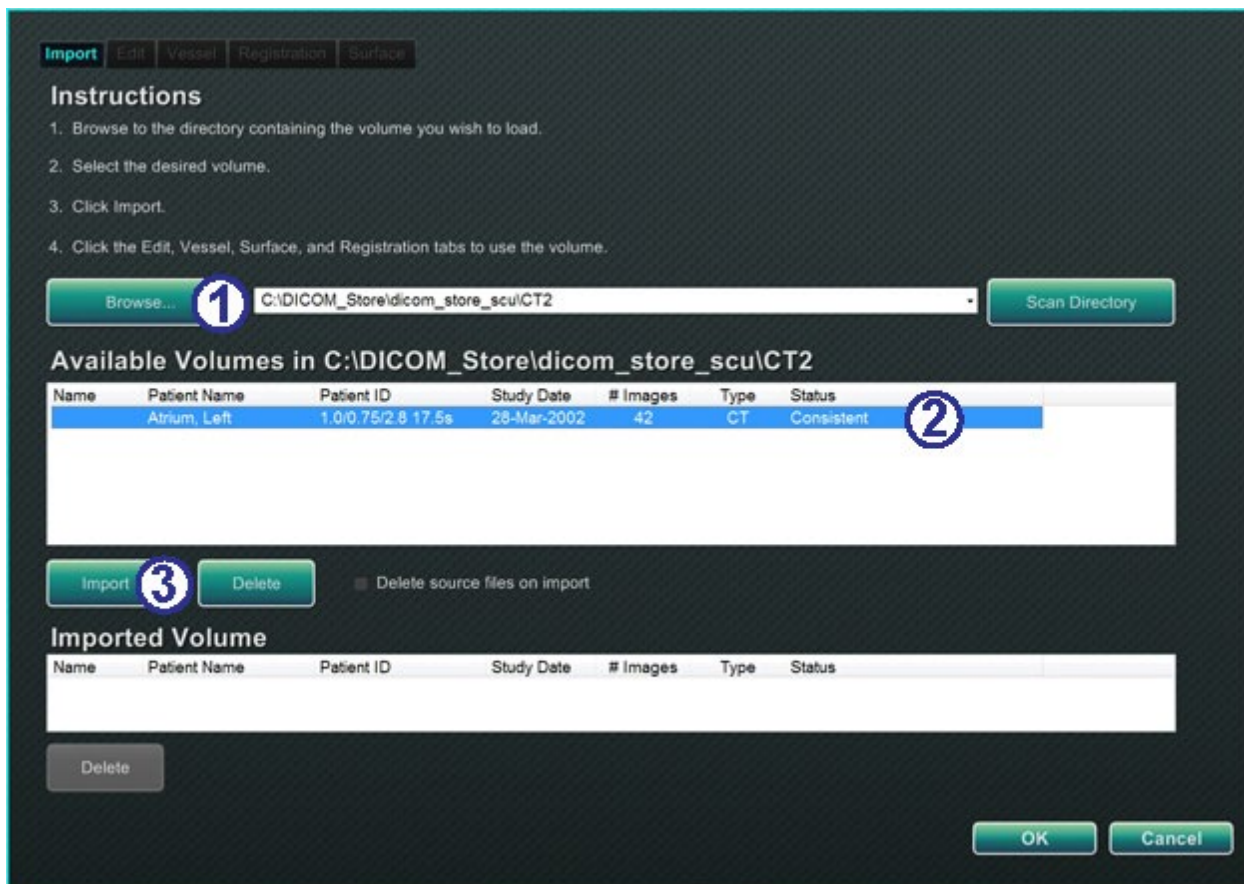 Import Edit Vessel Registration Surface
Instructions
1. Browse to the directory containing the volume you wish to load.
2. Select the desired volume.
3. Click Import.
4. Click the Edit, Vessel, Surface, and Registration tabs to use the volume.
Browse... 1 C:\DICOM_Store\dicom_store_scu\CT2 Scan Directory
Available Volumes in C:\DICOM_Store\dicom_store_scu\CT2
Name Patient Name Patient ID Study Date # Images Type Status
Atrium, Left 1.0/0.75/2.8 17.5s 28-Mar-2002 42 CT Consistent 2
Import 3 Delete Delete source files on import
Imported Volume
Name Patient Name Patient ID Study Date # Images Type Status
Delete
OK Cancel